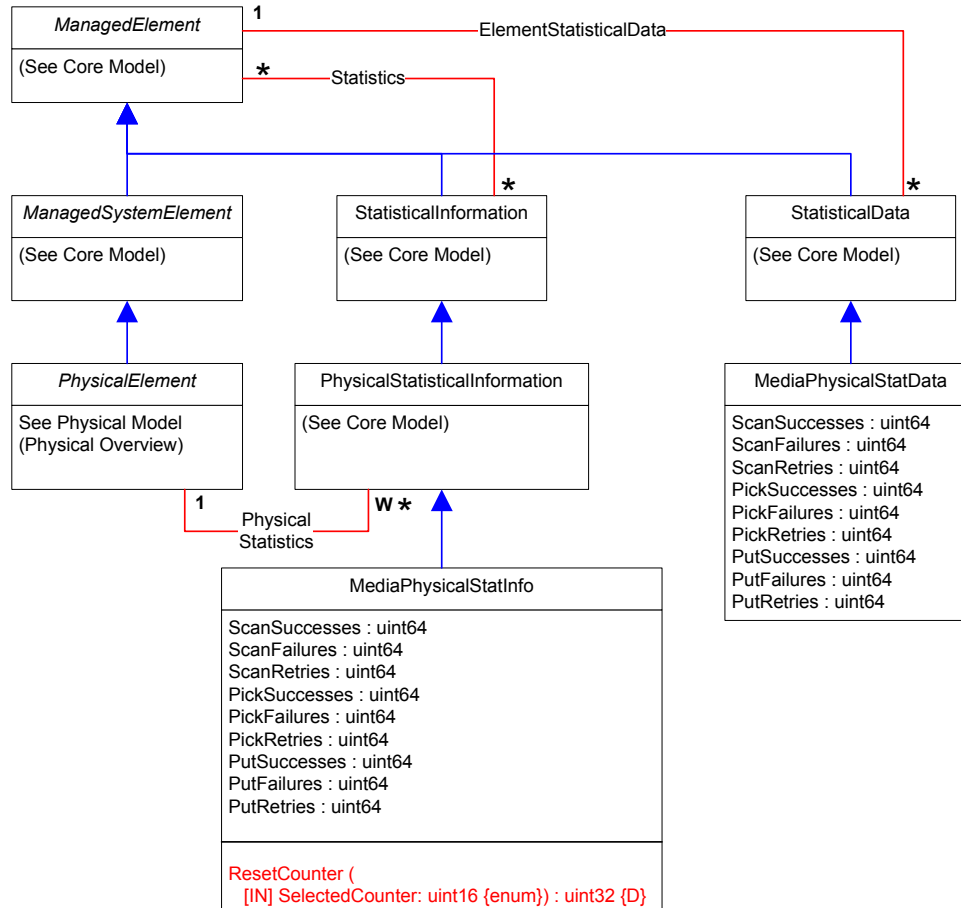 ManagedElement
(See Core Model)
1
ElementStatisticalData
*
Statistics
*
*
ManagedSystemElement
(See Core Model)
StatisticalInformation
(See Core Model)
StatisticalData
(See Core Model)
PhysicalElement
See Physical Model
(Physical Overview)
PhysicalStatisticalInformation
(See Core Model)
MediaPhysicalStatData
ScanSuccesses : uint64
ScanFailures : uint64
ScanRetries : uint64
PickSuccesses : uint64
PickFailures : uint64
PickRetries : uint64
PutSuccesses : uint64
PutFailures : uint64
PutRetries : uint64
1
Physical
Statistics
W *
MediaPhysicalStatInfo
ScanSuccesses : uint64
ScanFailures : uint64
ScanRetries : uint64
PickSuccesses : uint64
PickFailures : uint64
PickRetries : uint64
PutSuccesses : uint64
PutFailures : uint64
PutRetries : uint64
ResetCounter (
[IN] SelectedCounter: uint16 {enum}) : uint32 {D}